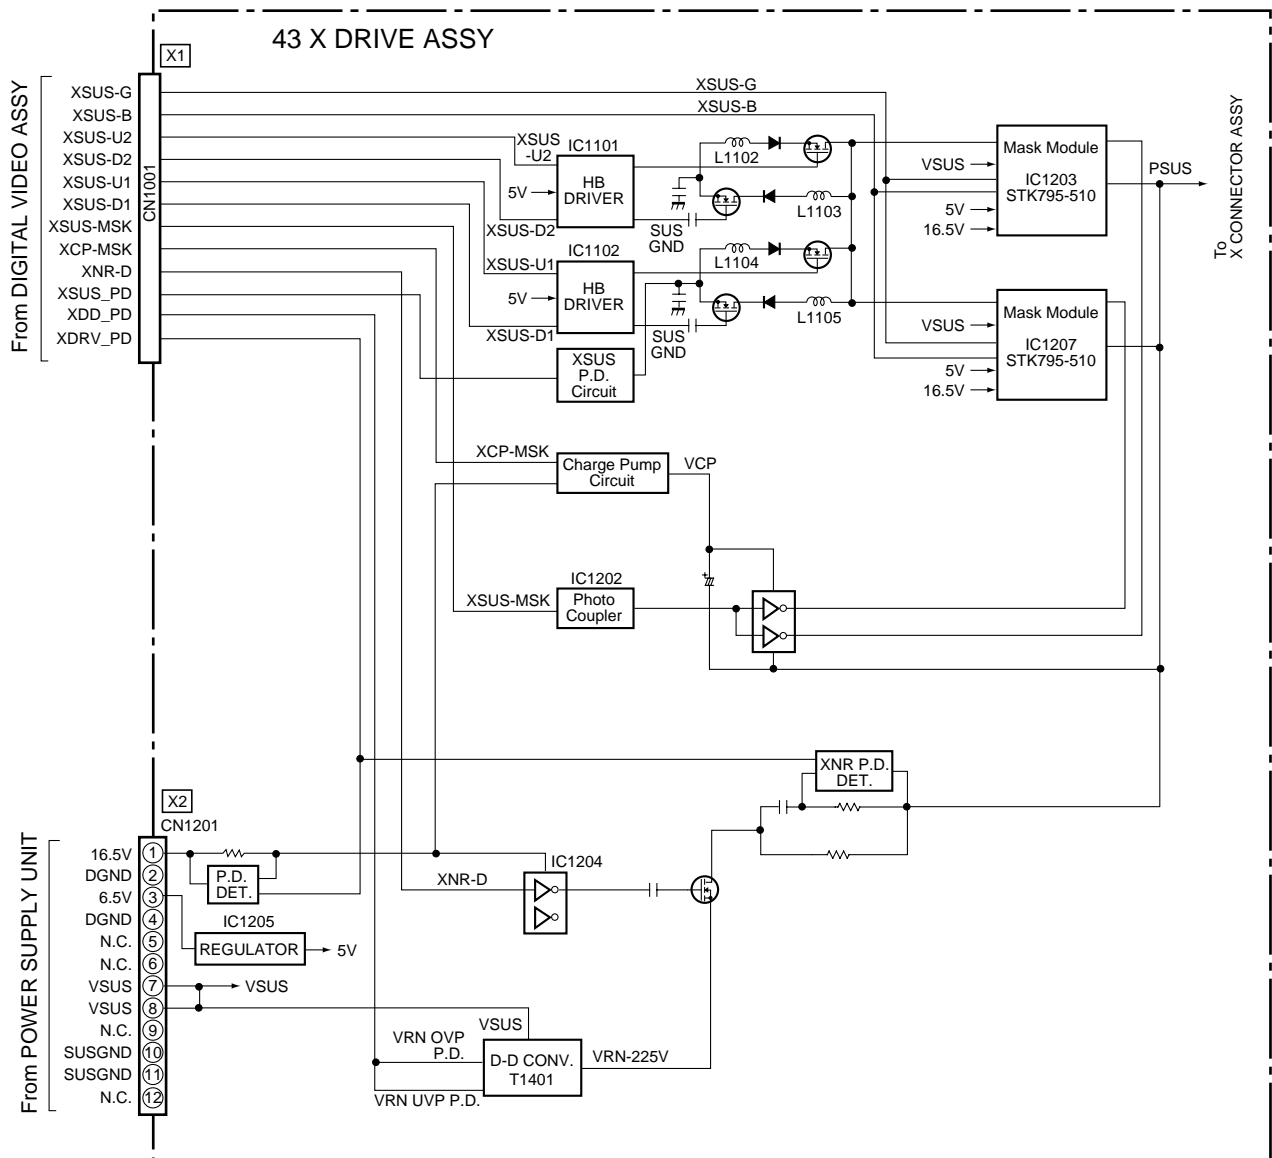 43 X DRIVE ASSY
X1
From DIGITAL VIDEO ASSY
CN1001
XSUS-G
XSUS-B
XSUS-U2
XSUS-D2
XSUS-U1
XSUS-D1
XSUS-MSK
XCP-MSK
XNR-D
XSUS_PD
XDD_PD
XDRV_PD
XSUS-G
XSUS-B
XSUS
-U2
IC1101
HB
DRIVER
5V
XSUS-D2
L1102
L1103
SUS
GND
XSUS-U1
IC1102
HB
DRIVER
5V
XSUS-D1
L1104
L1105
SUS
GND
XSUS
P.D.
Circuit
Mask Module
IC1203
STK795-510
VSUS
5V
16.5V
PSUS
To
X CONNECTOR ASSY
Mask Module
IC1207
STK795-510
VSUS
5V
16.5V
XCP-MSK
Charge Pump
Circuit
VCP
+
XSUS-MSK
IC1202
Photo
Coupler
XNR P.D.
DET.
X2
CN1201
From POWER SUPPLY UNIT
16.5V 1
DGND 2
6.5V 3
DGND 4
N.C. 5
N.C. 6
VSUS 7
VSUS 8
N.C. 9
SUSGND 10
SUSGND 11
N.C. 12
P.D.
DET.
IC1205
REGULATOR
5V
VSUS
XNR-D
IC1204
VSUS
VRN OVP
P.D.
D-D CONV.
T1401
VRN-225V
VRN UVP P.D.